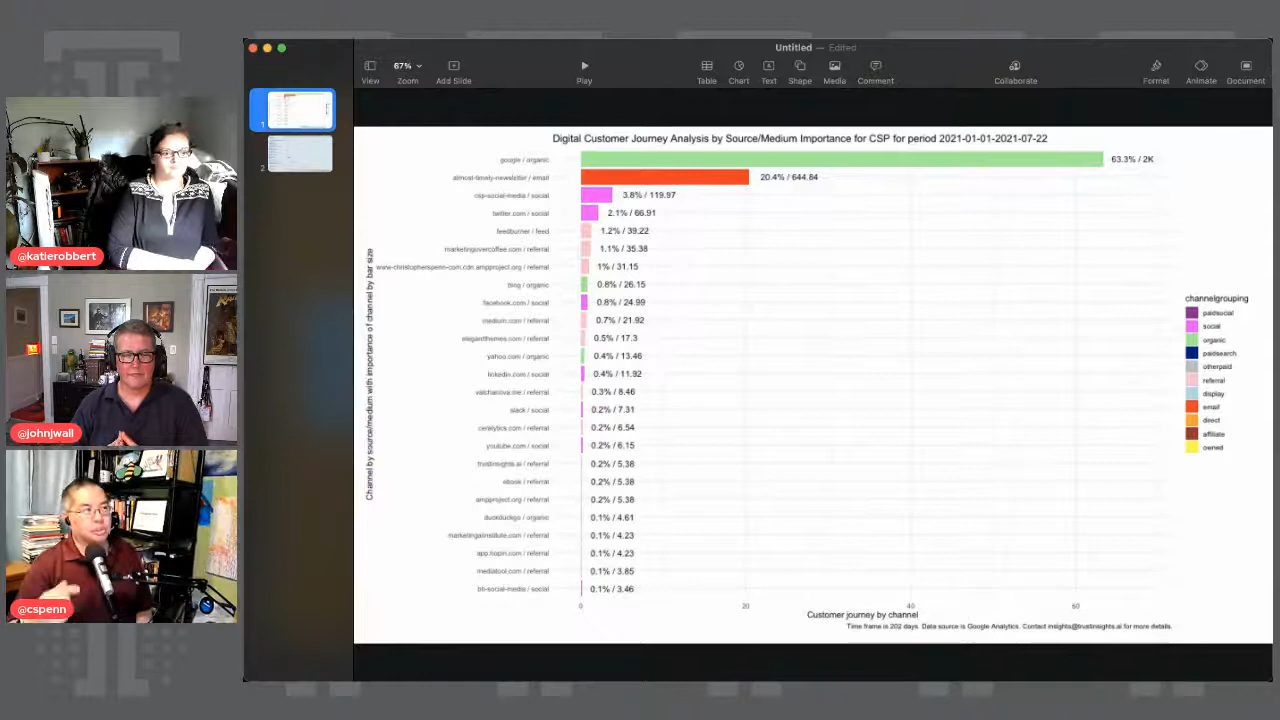 Untitled — Edited
67%
View Zoom Add Slide Play Table Chart Text Shape Media Comment Collaborate Format Animate Document
1
2
@katierobbert
@johnjwall
@cspenn
Digital Customer Journey Analysis by Source/Medium Importance for CSP for period 2021-01-01-2021-07-22
Channel by source/medium with importance of channel by bar size
google / organic 63.3% / 2K
almost-timely-newsletter / email 20.4% / 644.84
csp-social-media / social 3.8% / 119.97
twitter.com / social 2.1% / 66.91
feedburner / feed 1.2% / 39.22
marketingovercoffee.com / referral 1.1% / 35.38
www-christopherspenn-com.cdn.ampproject.org / referral 1% / 31.15
bing / organic 0.8% / 26.15
facebook.com / social 0.8% / 24.99
medium.com / referral 0.7% / 21.92
elegantthemes.com / referral 0.5% / 17.3
yahoo.com / organic 0.4% / 13.46
linkedin.com / social 0.4% / 11.92
/ referral 0.3% / 8.46
slack / social 0.2% / 7.31
ceralytics.com / referral 0.2% / 6.54
youtube.com / social 0.2% / 6.15
trustinsights.ai / referral 0.2% / 5.38
ebook / referral 0.2% / 5.38
ampproject.org / referral 0.2% / 5.38
duckduckgo / organic 0.1% / 4.61
marketingaiinstitute.com / referral 0.1% / 4.23
app.hopin.com / referral 0.1% / 4.23
mediatool.com / referral 0.1% / 3.85
bti-social-media / social 0.1% / 3.46
0 20 40 60
Customer journey by channel
Time frame is 202 days. Data source is Google Analytics. Contact insights@trustinsights.ai for more details.
channelgrouping
paidsocial
social
organic
paidsearch
otherpaid
referral
display
email
direct
affiliate
owned